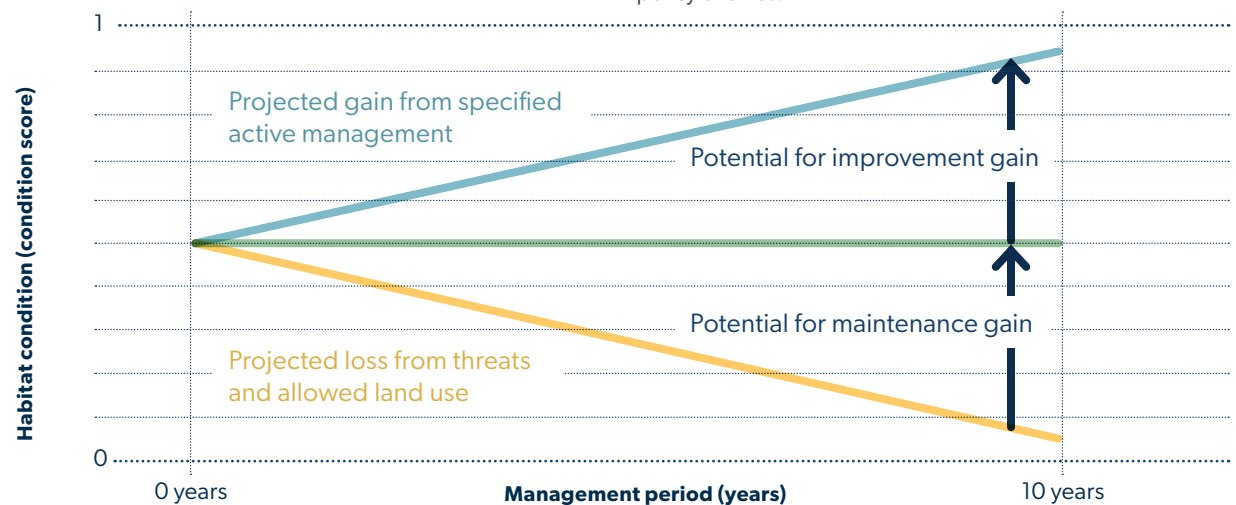 1
Projected gain from specified
active management
Potential for improvement gain
Potential for maintenance gain
Projected loss from threats
and allowed land use
Habitat condition (condition score)
0
0 years
Management period (years)
10 years